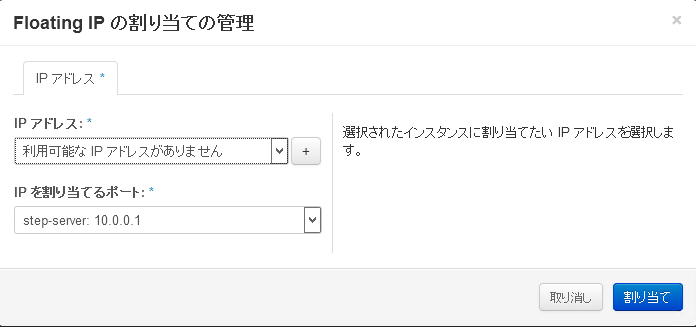 Floating IP の割り当ての管理
×
IP アドレス *
IP アドレス: *
利用可能な IP アドレスがありません
+
選択されたインスタンスに割り当てたい IP アドレスを選択しま
す。
IP を割り当てるポート: *
step-server: 10.0.0.1
取り消し
割り当て